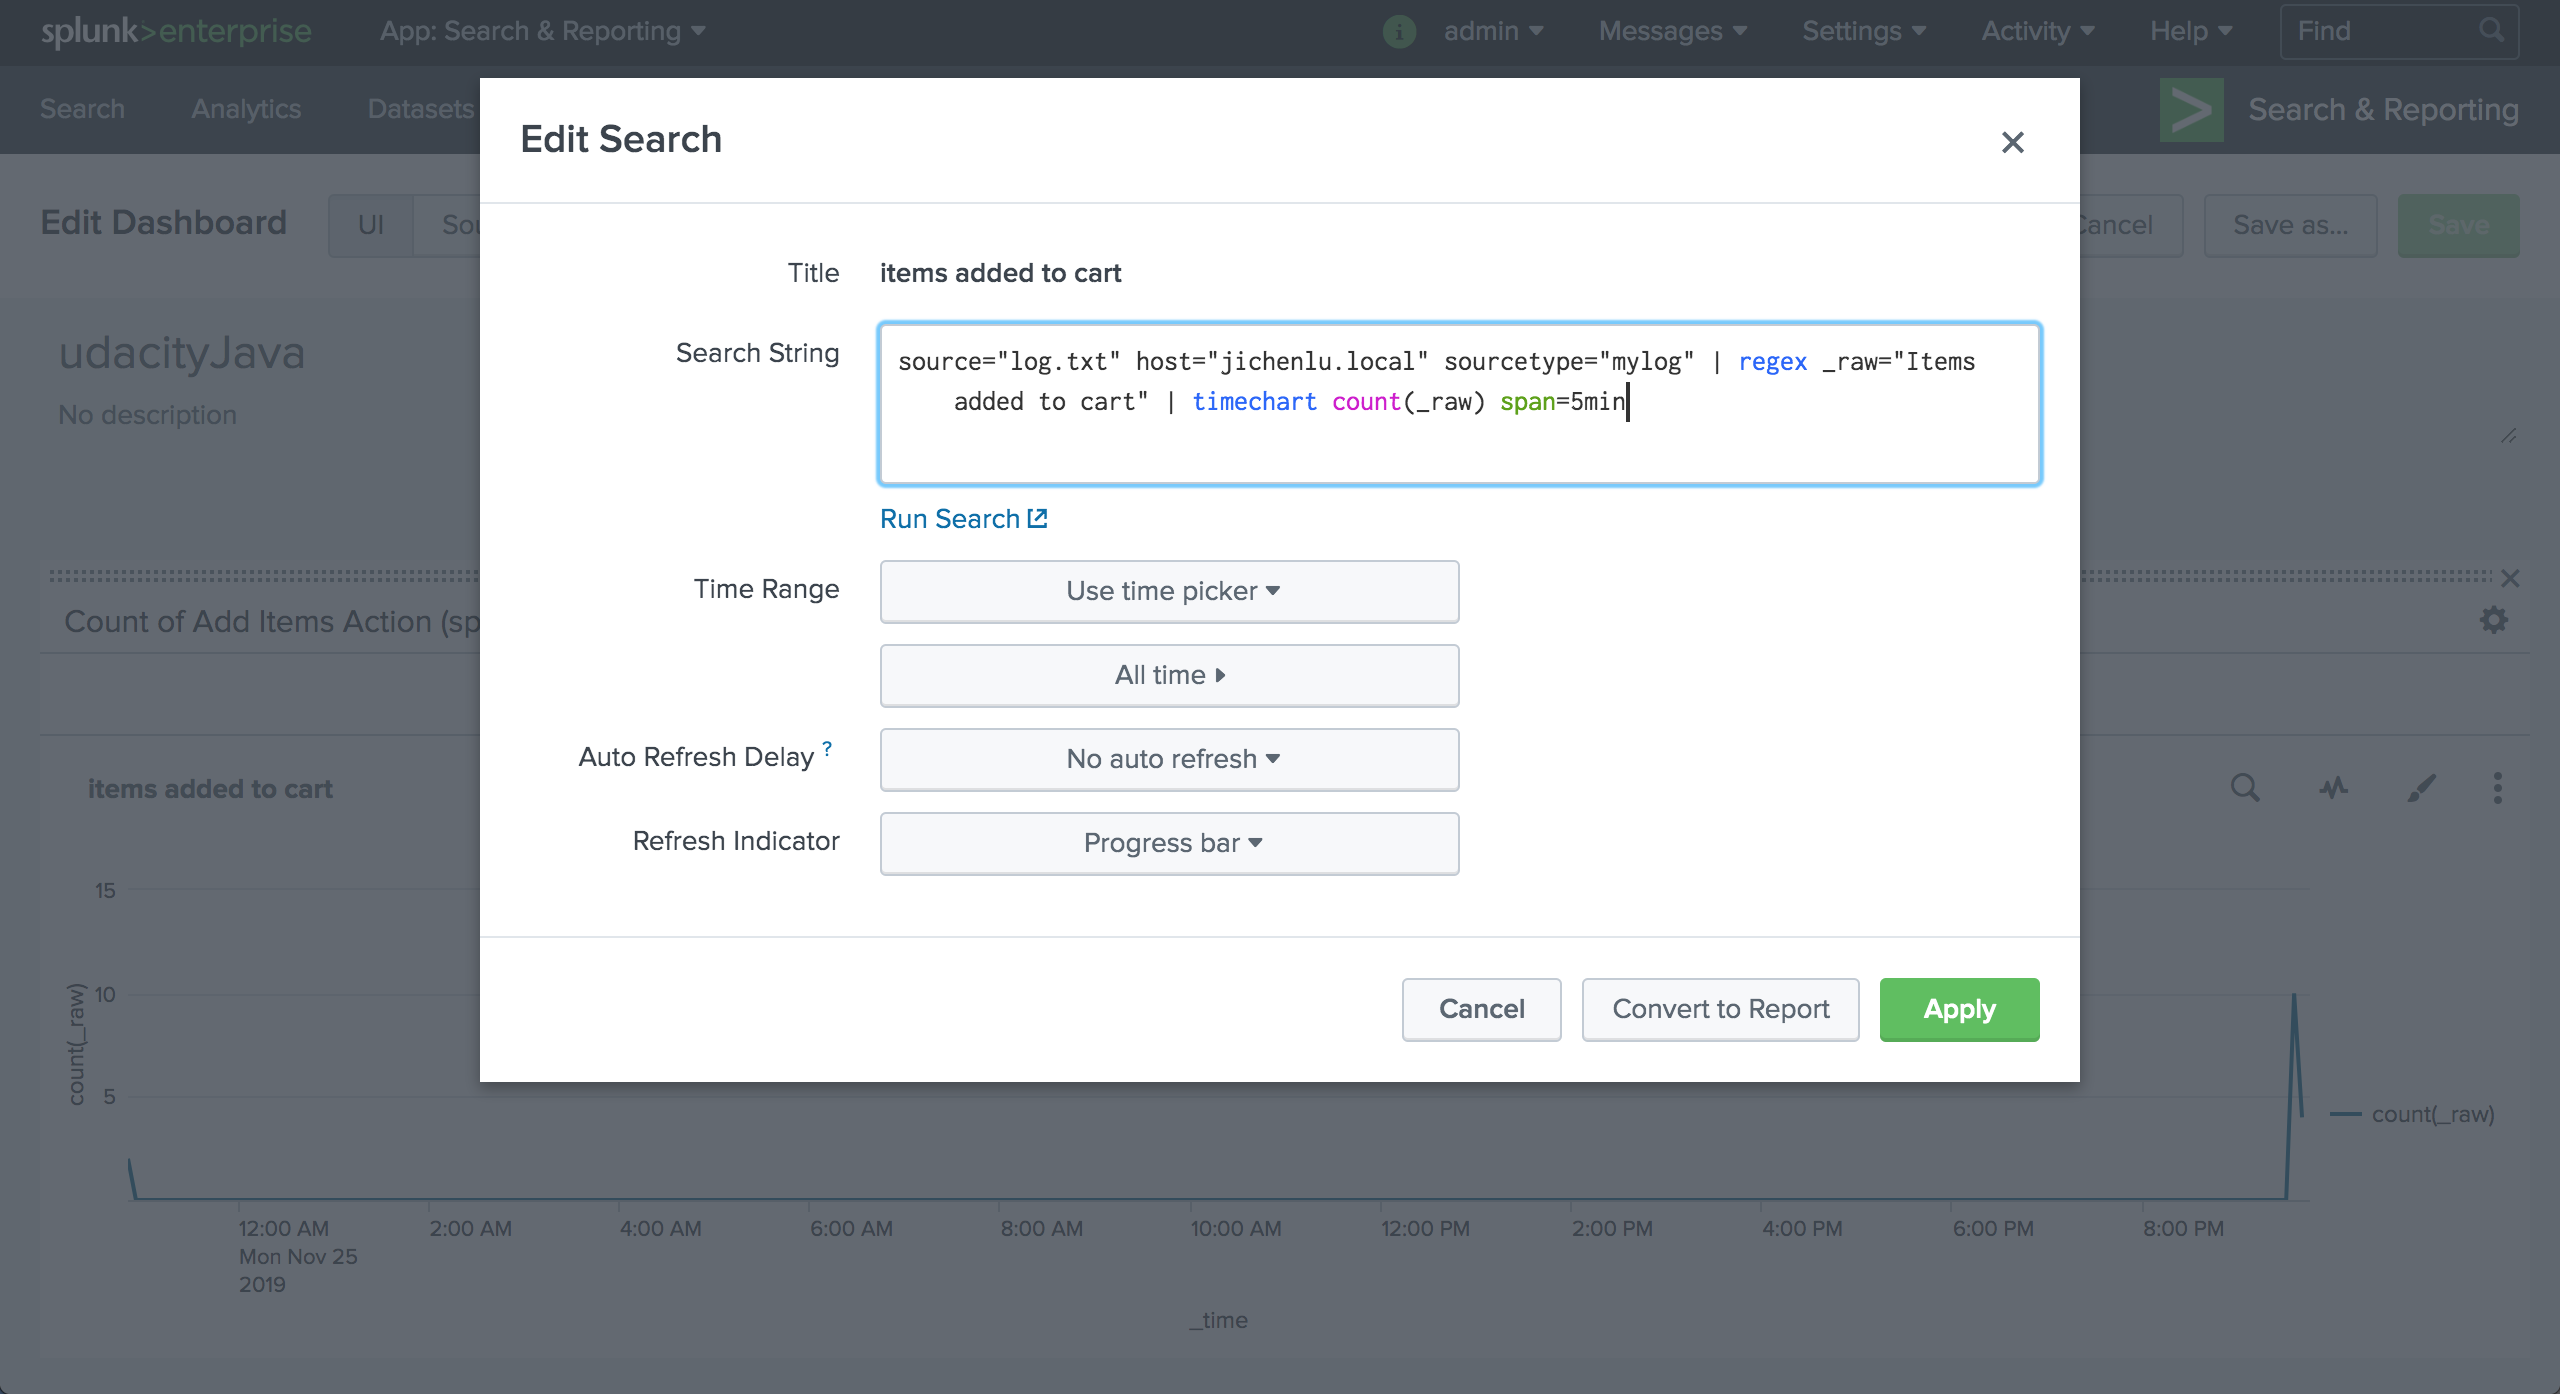 splunk>enterprise App: Search & Reporting i admin Messages Settings Activity Help Find
Search Analytics Datasets Search & Reporting
Edit Dashboard UI Cancel Save as... Save
udacityJava
No description
Count of Add Items Action
items added to cart
15
10
5
count(_raw)
count(_raw)
12:00 AM 2:00 AM 4:00 AM 6:00 AM 8:00 AM 10:00 AM 12:00 PM 2:00 PM 4:00 PM 6:00 PM 8:00 PM
Mon Nov 25
2019
_time
Edit Search
Title items added to cart
Search String
source="log.txt" host="jichenlu.local" sourcetype="mylog" | regex _raw="Items
added to cart" | timechart count(_raw) span=5min
Run Search
Time Range Use time picker
All time
Auto Refresh Delay ? No auto refresh
Refresh Indicator Progress bar
Cancel Convert to Report Apply